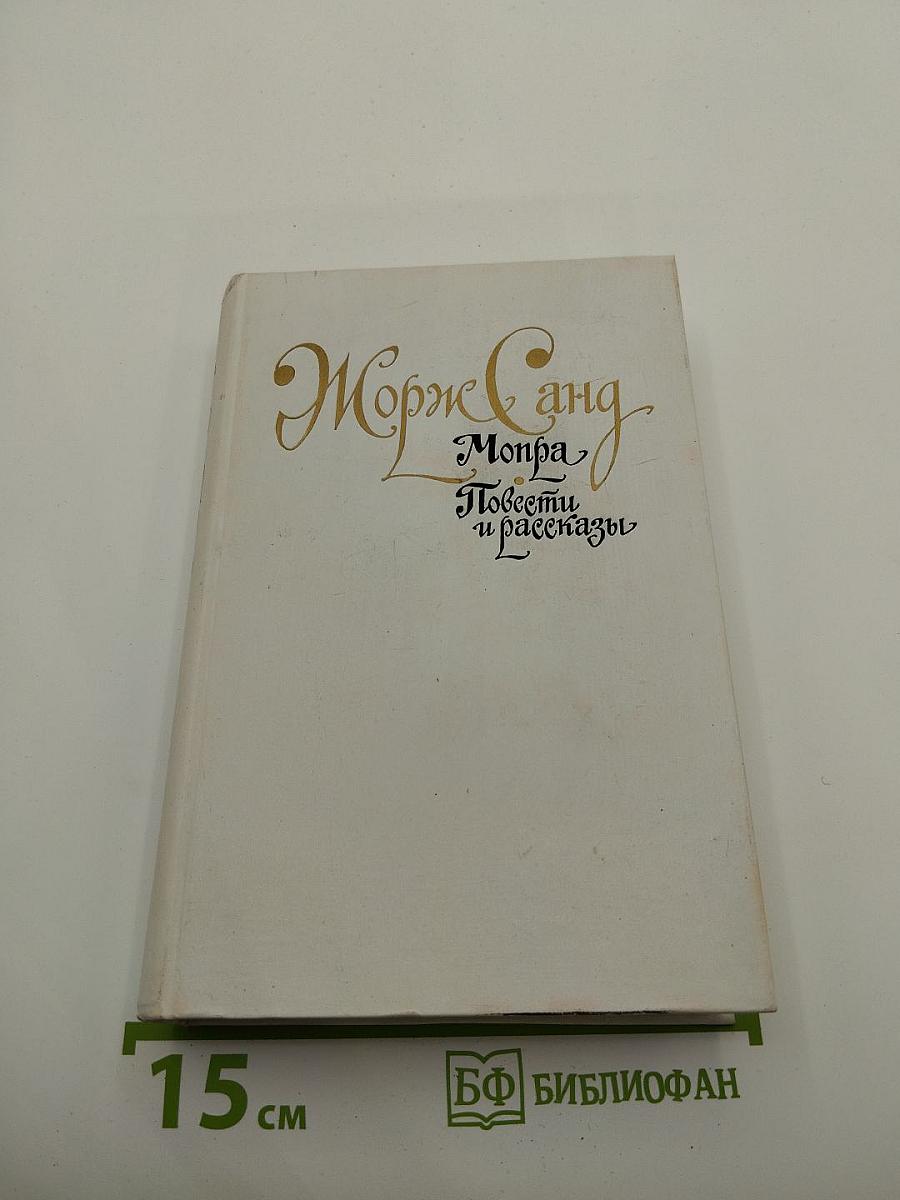 Жорж Санд
Мопра
Повести
и рассказы
15 см
БФ БИБЛИОФАН